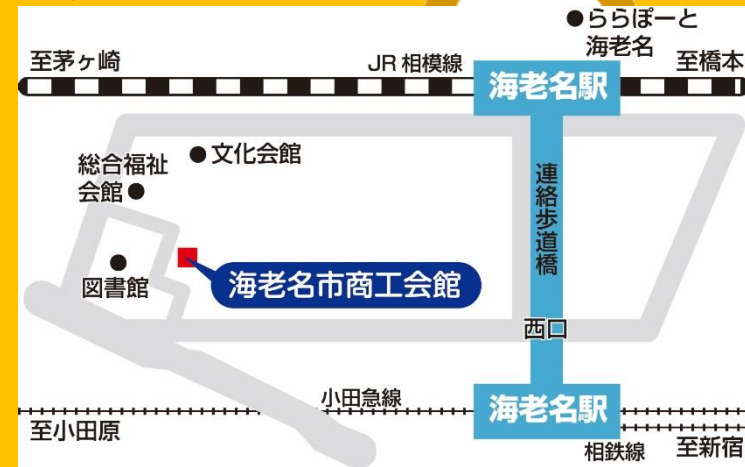 ●ららぽーと
海老名
至茅ヶ崎
JR相模線
海老名駅
至橋本
総合福祉
会館●
●文化会館
連絡歩道橋
図書館
海老名市商工会館
西口
小田急線
海老名駅
至小田原
相鉄線
至新宿